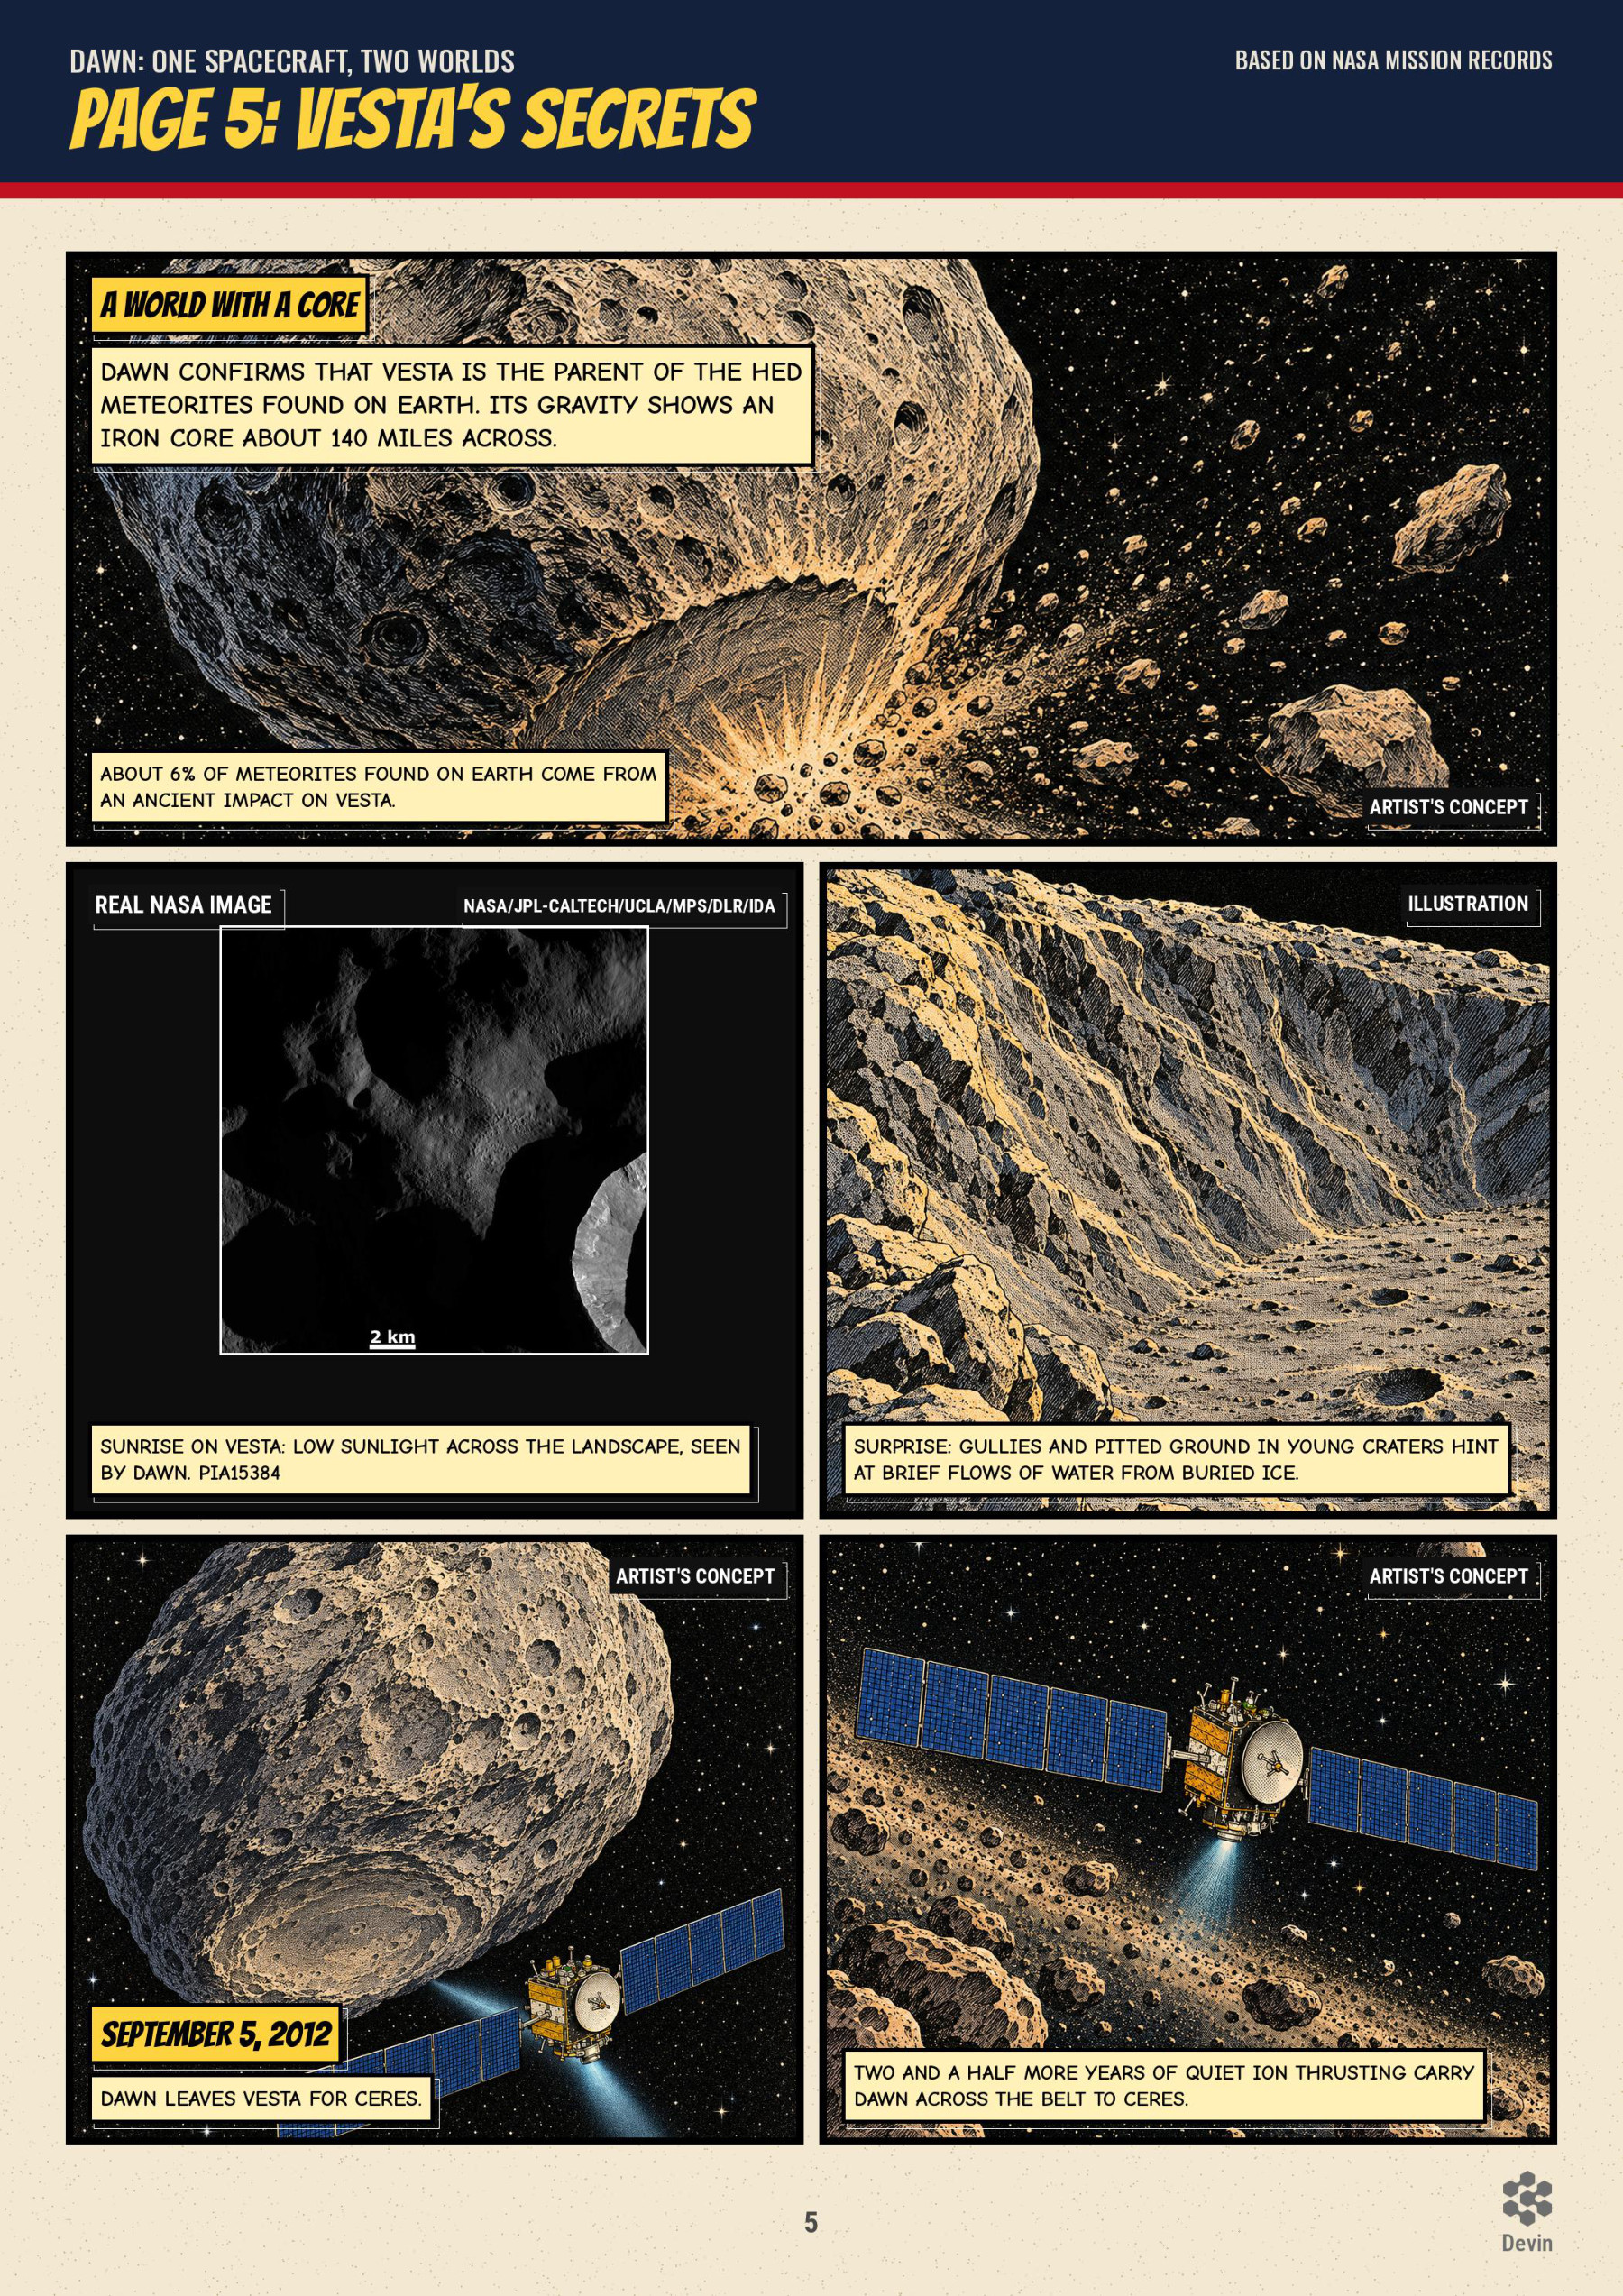 DAWN: ONE SPACECRAFT, TWO WORLDS
BASED ON NASA MISSION RECORDS
PAGE 5: VESTA'S SECRETS
A WORLD WITH A CORE
DAWN CONFIRMS THAT VESTA IS THE PARENT OF THE HED
METEORITES FOUND ON EARTH. ITS GRAVITY SHOWS AN
IRON CORE ABOUT 140 MILES ACROSS.
ABOUT 6% OF METEORITES FOUND ON EARTH COME FROM
AN ANCIENT IMPACT ON VESTA.
ARTIST'S CONCEPT
REAL NASA IMAGE
NASA/JPL-CALTECH/UCLA/MPS/DLR/IDA
2 km
SUNRISE ON VESTA: LOW SUNLIGHT ACROSS THE LANDSCAPE, SEEN
BY DAWN. PIA15384
ILLUSTRATION
SURPRISE: GULLIES AND PITTED GROUND IN YOUNG CRATERS HINT
AT BRIEF FLOWS OF WATER FROM BURIED ICE.
ARTIST'S CONCEPT
SEPTEMBER 5, 2012
DAWN LEAVES VESTA FOR CERES.
ARTIST'S CONCEPT
TWO AND A HALF MORE YEARS OF QUIET ION THRUSTING CARRY
DAWN ACROSS THE BELT TO CERES.
5
Devin